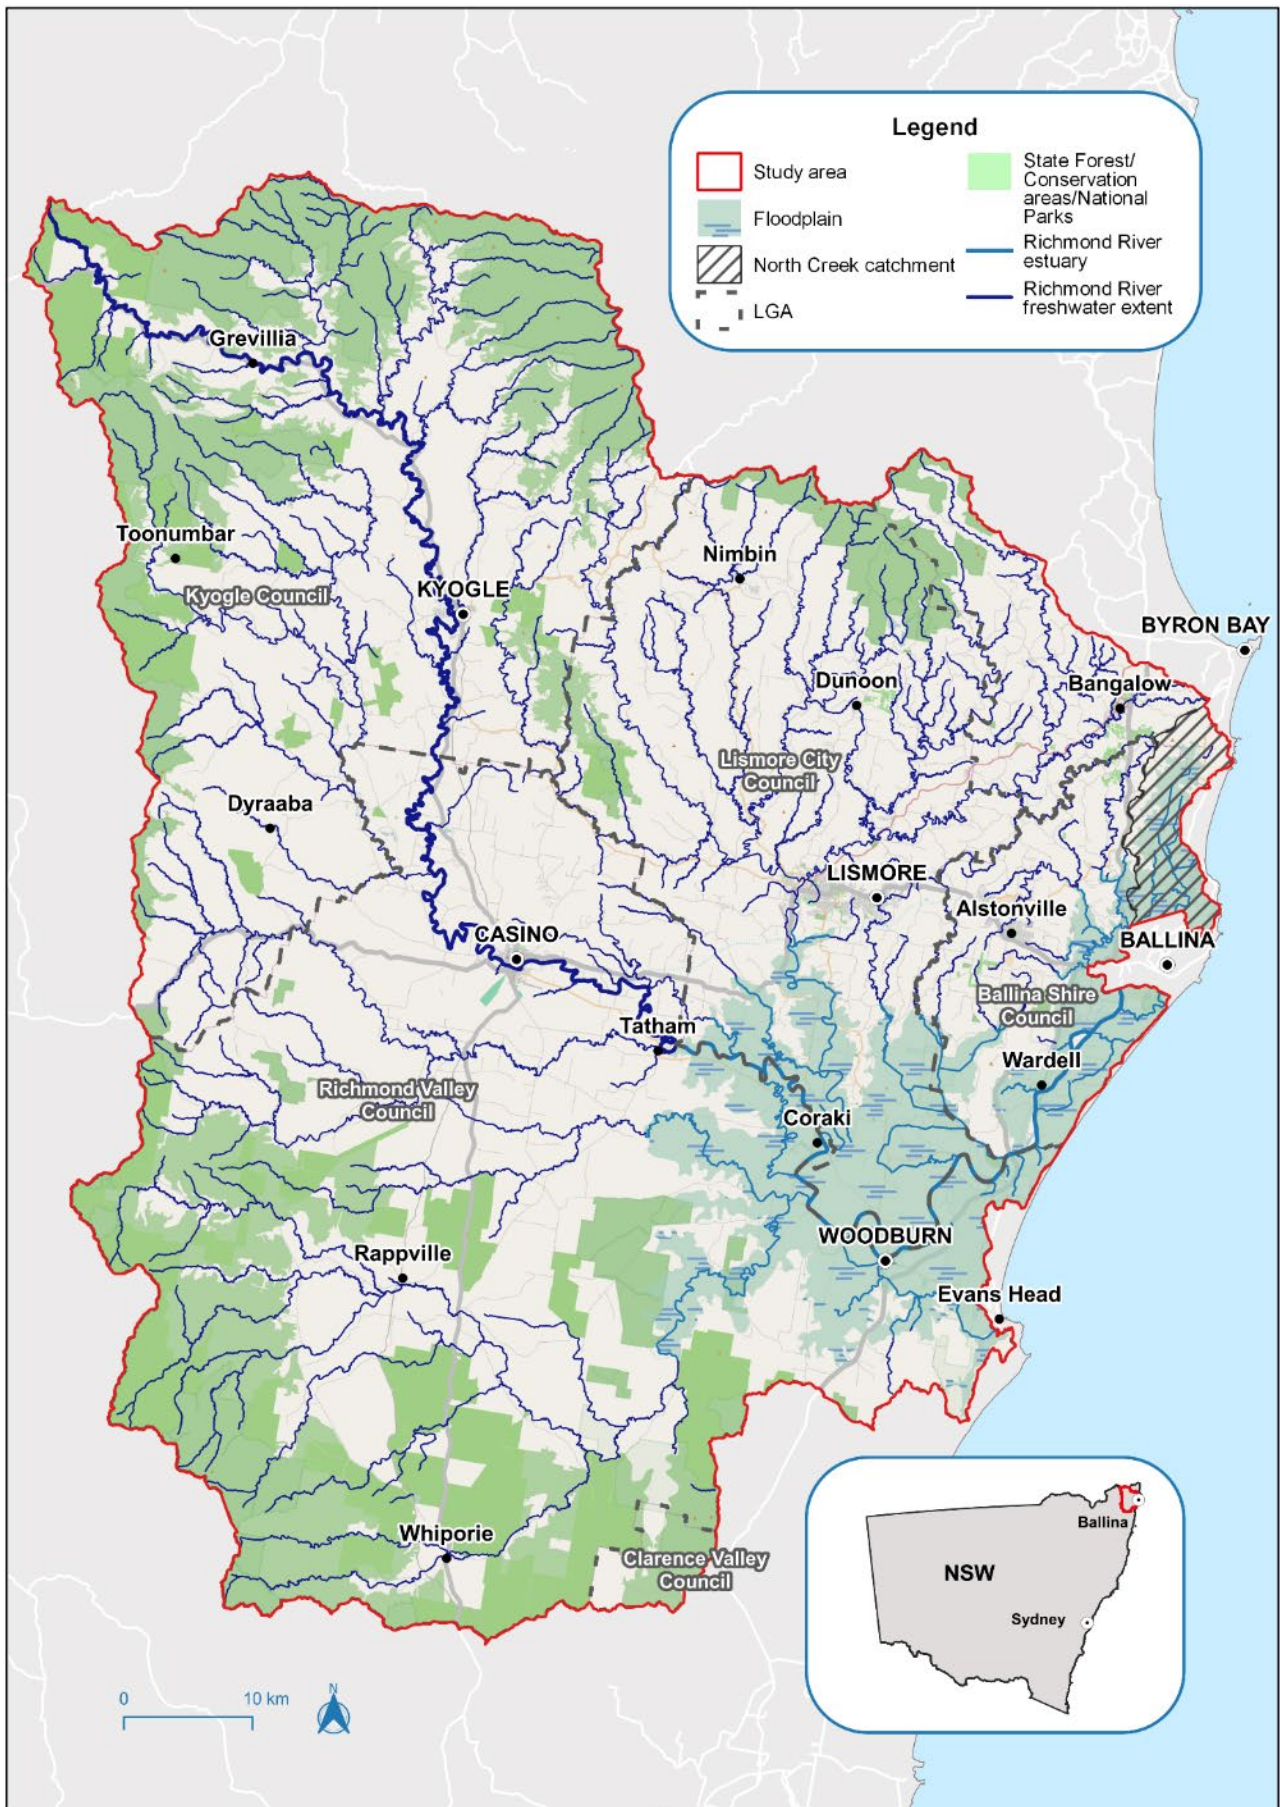 Legend
Study area
Floodplain
North Creek catchment
LGA
State Forest/
Conservation
areas/National
Parks
Richmond River
estuary
Richmond River
freshwater extent
Grevillia
Toonumbar
Kyogle Council
KYOGLE
Nimbin
BYRON BAY
Dunoon
Bangalow
Lismore City
Council
Dyraaba
LISMORE
Alstonville
CASINO
BALLINA
Ballina Shire
Council
Tatham
Wardell
Richmond Valley
Council
Coraki
WOODBURN
Rappville
Evans Head
Whiporie
Clarence Valley
Council
Ballina
NSW
Sydney
0 10 km
N